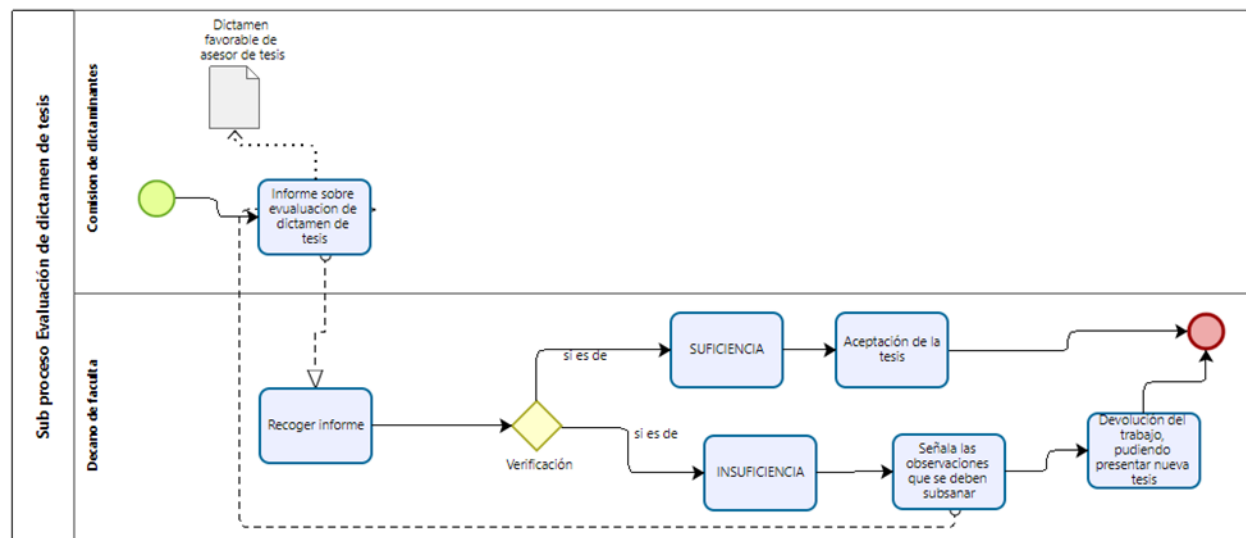 Sub proceso Evaluación de dictamen de tesis
Comision de dictaminantes
Dictamen
favorable de
asesor de tesis
Informe sobre
evualuacion de
dictamen de
tesis
Decano de faculta
Recoger informe
Verificación
si es de
SUFICIENCIA
Aceptación de la
tesis
si es de
INSUFICIENCIA
Señala las
observaciones
que se deben
subsanar
Devolución del
trabajo,
pudiendo
presentar nueva
tesis